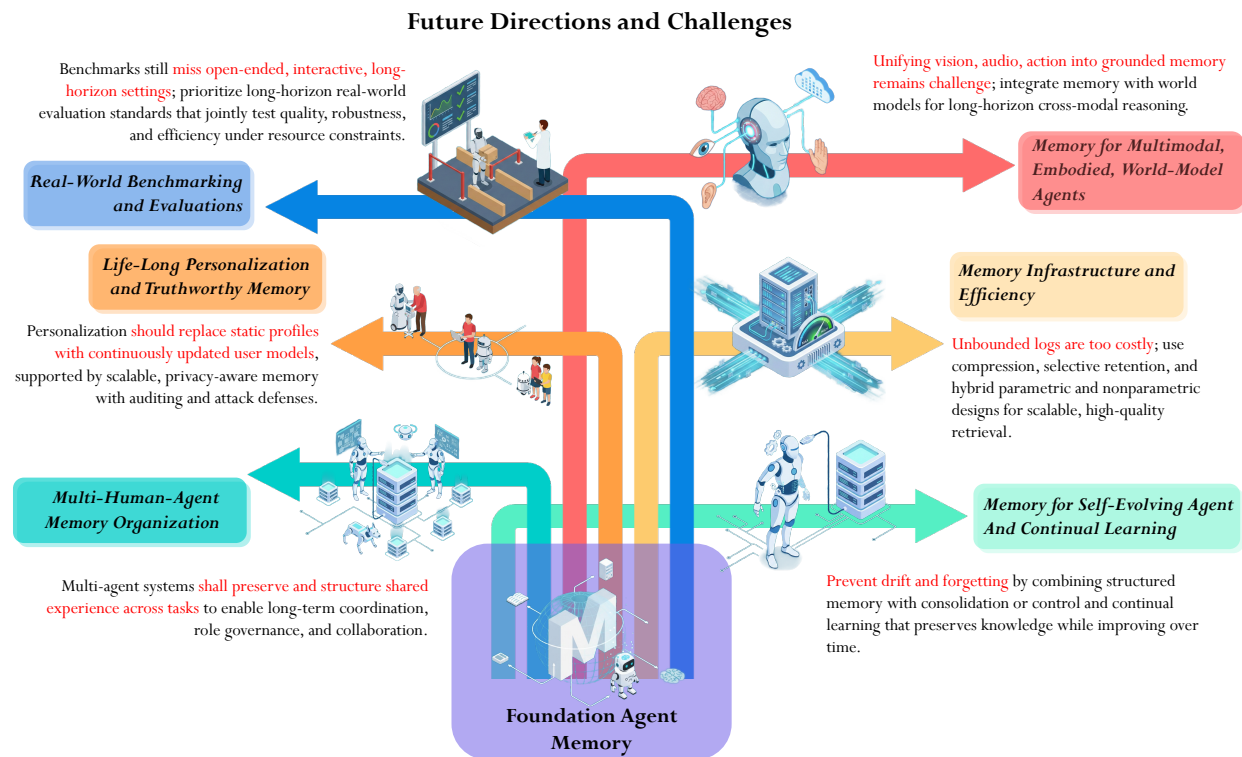 Future Directions and Challenges
Benchmarks still miss open-ended, interactive, long-
horizon settings; prioritize long-horizon real-world
evaluation standards that jointly test quality, robustness,
and efficiency under resource constraints.
Real-World Benchmarking
and Evaluations
Life-Long Personalization
and Truthworthy Memory
Personalization should replace static profiles
with continuously updated user models,
supported by scalable, privacy-aware memory
with auditing and attack defenses.
Multi-Human-Agent
Memory Organization
Multi-agent systems shall preserve and structure shared
experience across tasks to enable long-term coordination,
role governance, and collaboration.
Unifying vision, audio, action into grounded memory
remains challenge; integrate memory with world
models for long-horizon cross-modal reasoning.
Memory for Multimodal,
Embodied, World-Model
Agents
Memory Infrastructure and
Efficiency
Unbounded logs are too costly; use
compression, selective retention, and
hybrid parametric and nonparametric
designs for scalable, high-quality
retrieval.
Memory for Self-Evolving Agent
And Continual Learning
Prevent drift and forgetting by combining structured
memory with consolidation or control and continual
learning that preserves knowledge while improving over
time.
M
Foundation Agent
Memory